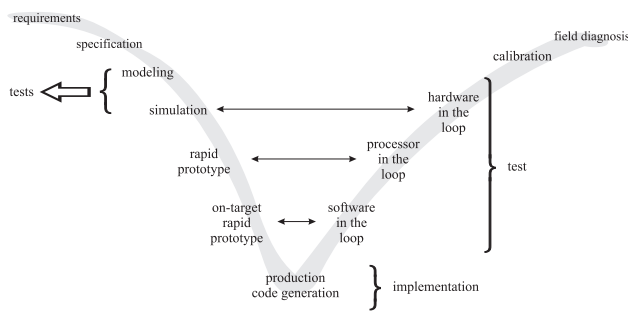 requirements
specification
modeling
tests
simulation
rapid
prototype
on-target
rapid
prototype
production
code generation
implementation
software
in the
loop
processor
in the
loop
hardware
in the
loop
test
calibration
field diagnosis